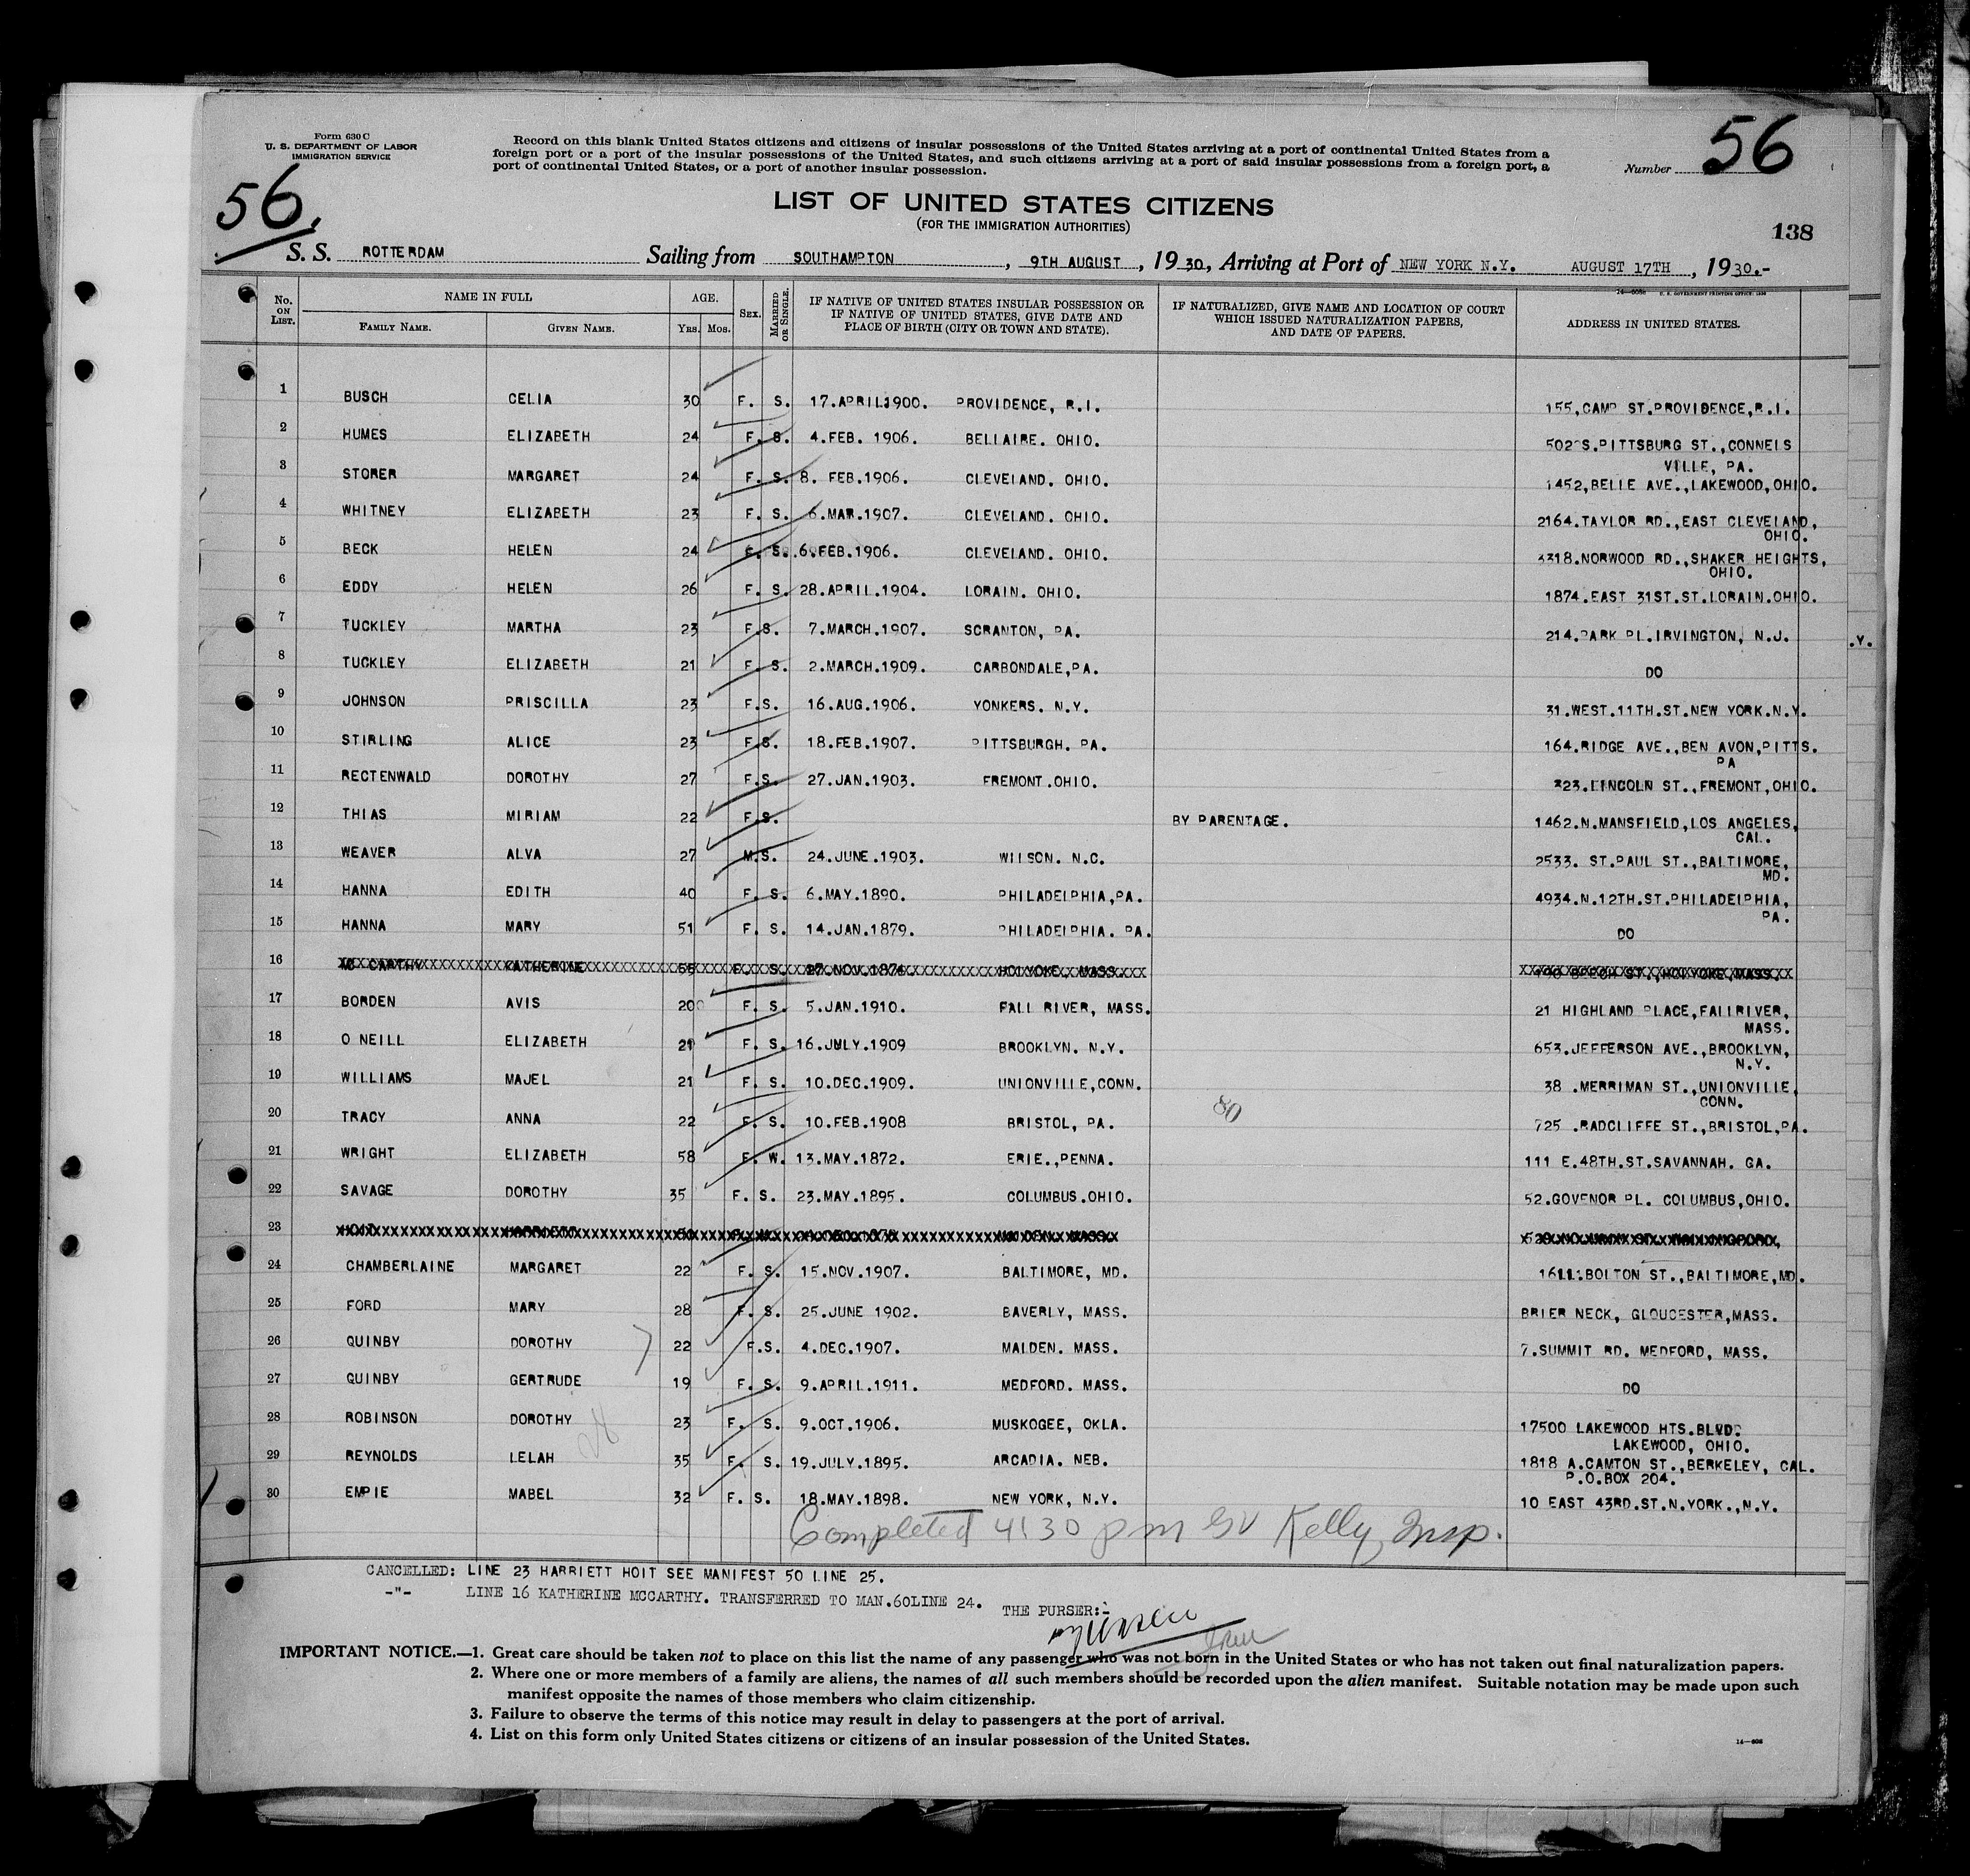 Form 630 C
U. S. DEPARTMENT OF LABOR
IMMIGRATION SERVICE
Record on this blank United States citizens and citizens of insular possessions of the United States arriving at a port of continental United States from a
foreign port or a port of the insular possessions of the United States, and such citizens arriving at a port of said insular possessions from a foreign port, a
port of continental United States, or a port of another insular possession.
Number 56
56.
LIST OF UNITED STATES CITIZENS
(FOR THE IMMIGRATION AUTHORITIES)
138
S. S. ROTTERDAM Sailing from SOUTHAMPTON, 9TH AUGUST, 1930, Arriving at Port of NEW YORK N.Y. AUGUST 17TH, 1930.-
No. ON LIST. NAME IN FULL FAMILY NAME. GIVEN NAME. AGE. YRS. MOS. SEX. MARRIED OR SINGLE. IF NATIVE OF UNITED STATES INSULAR POSSESSION OR IF NATIVE OF UNITED STATES, GIVE DATE AND PLACE OF BIRTH (CITY OR TOWN AND STATE). IF NATURALIZED, GIVE NAME AND LOCATION OF COURT WHICH ISSUED NATURALIZATION PAPERS, AND DATE OF PAPERS. ADDRESS IN UNITED STATES.
1 BUSCH CELIA 30 F. S. 17.APRIL.1900. PROVIDENCE, R.I. 155,CAMP ST.PROVIDENCE,R.I.
2 HUMES ELIZABETH 24 F. S. 4.FEB. 1906. BELLAIRE. OHIO. 502 S.PITTSBURG ST.,CONNELS
VILLE, PA.
3 STORER MARGARET 24 F. S. 8. FEB.1906. CLEVELAND. OHIO. 1452,BELLE AVE.,LAKEWOOD,OHIO.
4 WHITNEY ELIZABETH 23 F. S. 6.MAR.1907. CLEVELAND. OHIO. 2164.TAYLOR RD.,EAST CLEVELAND,
OHIO.
5 BECK HELEN 24 F. S. 6.FEB.1906. CLEVELAND. OHIO. 3318.NORWOOD RD.,SHAKER HEIGHTS,
OHIO.
6 EDDY HELEN 26 F. S. 28.APRIL.1904. LORAIN. OHIO. 1874.EAST 31ST.ST.LORAIN.OHIO.
7 TUCKLEY MARTHA 23 F.S. 7.MARCH.1907. SCRANTON, PA. 214.PARK PL.IRVINGTON, N.J.
.Y.
8 TUCKLEY ELIZABETH 21 F. S. 2.MARCH.1909. CARBONDALE,PA. DO
9 JOHNSON PRISCILLA 23 F.S. 16.AUG.1906. YONKERS. N.Y. 31.WEST.11TH.ST.NEW YORK.N.Y.
10 STIRLING ALICE 23 F.S. 18.FEB.1907. PITTSBURGH. PA. 164.RIDGE AVE.,BEN AVON,PITTS.
PA
11 RECTENWALD DOROTHY 27 F.S. 27.JAN.1903. FREMONT.OHIO. 323.LINCOLN ST.,FREMONT,OHIO.
12 THIAS MIRIAM 22 F.S. BY PARENTAGE. 1462.N.MANSFIELD,LOS ANGELES,
CAL.
13 WEAVER ALVA 27 M.S. 24.JUNE.1903. WILSON. N.C. 2533. ST.PAUL ST.,BALTIMORE,
MD.
14 HANNA EDITH 40 F. S. 6.MAY.1890. PHILADELPHIA,PA. 4934.N.12TH.ST.PHILADELPHIA,
PA.
15 HANNA MARY 51 F. S. 14.JAN.1879. PHILADELPHIA. PA. DO
16 MC CARTHY KATHERINE 55 F. S. 27.NOV.1874. HOLYOKE, MASS. BEECH ST.,HOLYOKE,MASS.
17 BORDEN AVIS 20 F. S. 5.JAN.1910. FALL RIVER, MASS. 21 HIGHLAND PLACE,FALLRIVER,
MASS.
18 O NEILL ELIZABETH 21 F. S. 16.JULY.1909 BROOKLYN. N.Y. 653.JEFFERSON AVE.,BROOKLYN,
N.Y.
19 WILLIAMS MAJEL 21 F. S. 10.DEC.1909. UNIONVILLE,CONN. 38 .MERRIMAN ST.,UNIONVILLE,
CONN.
20 TRACY ANNA 22 F. S. 10.FEB.1908 BRISTOL, PA. 80 725 .RADCLIFFE ST.,BRISTOL,PA.
21 WRIGHT ELIZABETH 58 F. W. 13.MAY.1872. ERIE.,PENNA. 111 E.48TH.ST.SAVANNAH. GA.
22 SAVAGE DOROTHY 35 F. S. 23.MAY.1895. COLUMBUS.OHIO. 52.GOVENOR PL. COLUMBUS,OHIO.
23 HOIT HARRIETT
24 CHAMBERLAINE MARGARET 22 F. S. 15.NOV.1907. BALTIMORE, MD. 1611.BOLTON ST.,BALTIMORE,MD.
25 FORD MARY 28 F. S. 25.JUNE 1902. BAVERLY, MASS. BRIER NECK, GLOUCESTER,MASS.
26 QUINBY DOROTHY 22 F.S. 4.DEC.1907. MALDEN. MASS. 7.SUMMIT RD. MEDFORD, MASS.
27 QUINBY GERTRUDE 19 F. S. 9.APRIL.1911. MEDFORD. MASS. DO
28 ROBINSON DOROTHY 23 F. S. 9.OCT.1906. MUSKOGEE, OKLA. 17500 LAKEWOOD HTS.BLVD.
LAKEWOOD, OHIO.
29 REYNOLDS LELAH 35 F. S. 19.JULY.1895. ARCADIA. NEB. 1818 A.CAMTON ST.,BERKELEY, CAL.
P.O.BOX 204.
30 EMPIE MABEL 32 F. S. 18.MAY.1898. NEW YORK, N.Y. 10 EAST 43RD.ST.N.YORK.,N.Y.
Completed 4:30 pm GV Kelly, Insp.
CANCELLED: LINE 23 HARRIETT HOIT SEE MANIFEST 50 LINE 25.
-"- LINE 16 KATHERINE MCCARTHY. TRANSFERRED TO MAN.60LINE 24.
THE PURSER:-
IMPORTANT NOTICE.—1. Great care should be taken not to place on this list the name of any passenger who was not born in the United States or who has not taken out final naturalization papers.
2. Where one or more members of a family are aliens, the names of all such members should be recorded upon the alien manifest. Suitable notation may be made upon such
manifest opposite the names of those members who claim citizenship.
3. Failure to observe the terms of this notice may result in delay to passengers at the port of arrival.
4. List on this form only United States citizens or citizens of an insular possession of the United States.